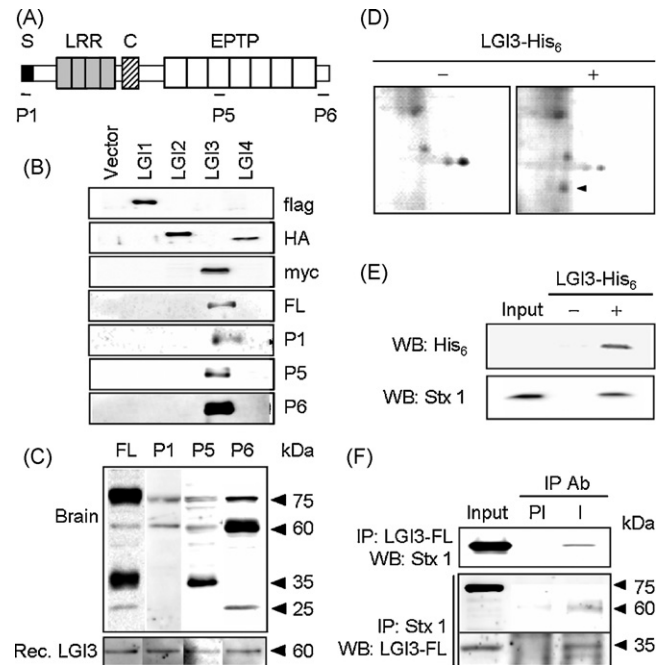 (A)
S LRR C EPTP
P1 P5 P6
(B)
Vector LGI1 LGI2 LGI3 LGI4
flag
HA
myc
FL
P1
P5
P6
(C)
FL P1 P5 P6 kDa
Brain
75
60
35
25
Rec. LGI3 60
(D)
LGI3-His₆
− +
(E)
LGI3-His₆
Input − +
WB: His₆
WB: Stx 1
(F)
IP Ab
Input PI I kDa
IP: LGI3-FL
WB: Stx 1
75
60
IP: Stx 1
WB: LGI3-FL
35